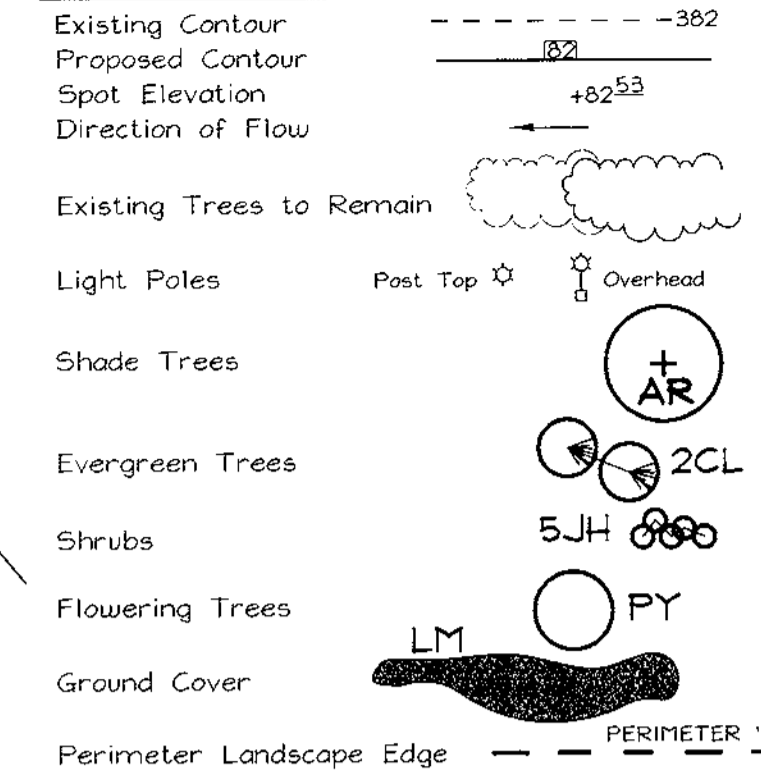 Existing Contour -382
Proposed Contour 82
Spot Elevation +82 53
Direction of Flow
Existing Trees to Remain
Light Poles Post Top Overhead
Shade Trees AR
Evergreen Trees 2CL
Shrubs 5JH
Flowering Trees PY
LM
Ground Cover
Perimeter Landscape Edge PERIMETER